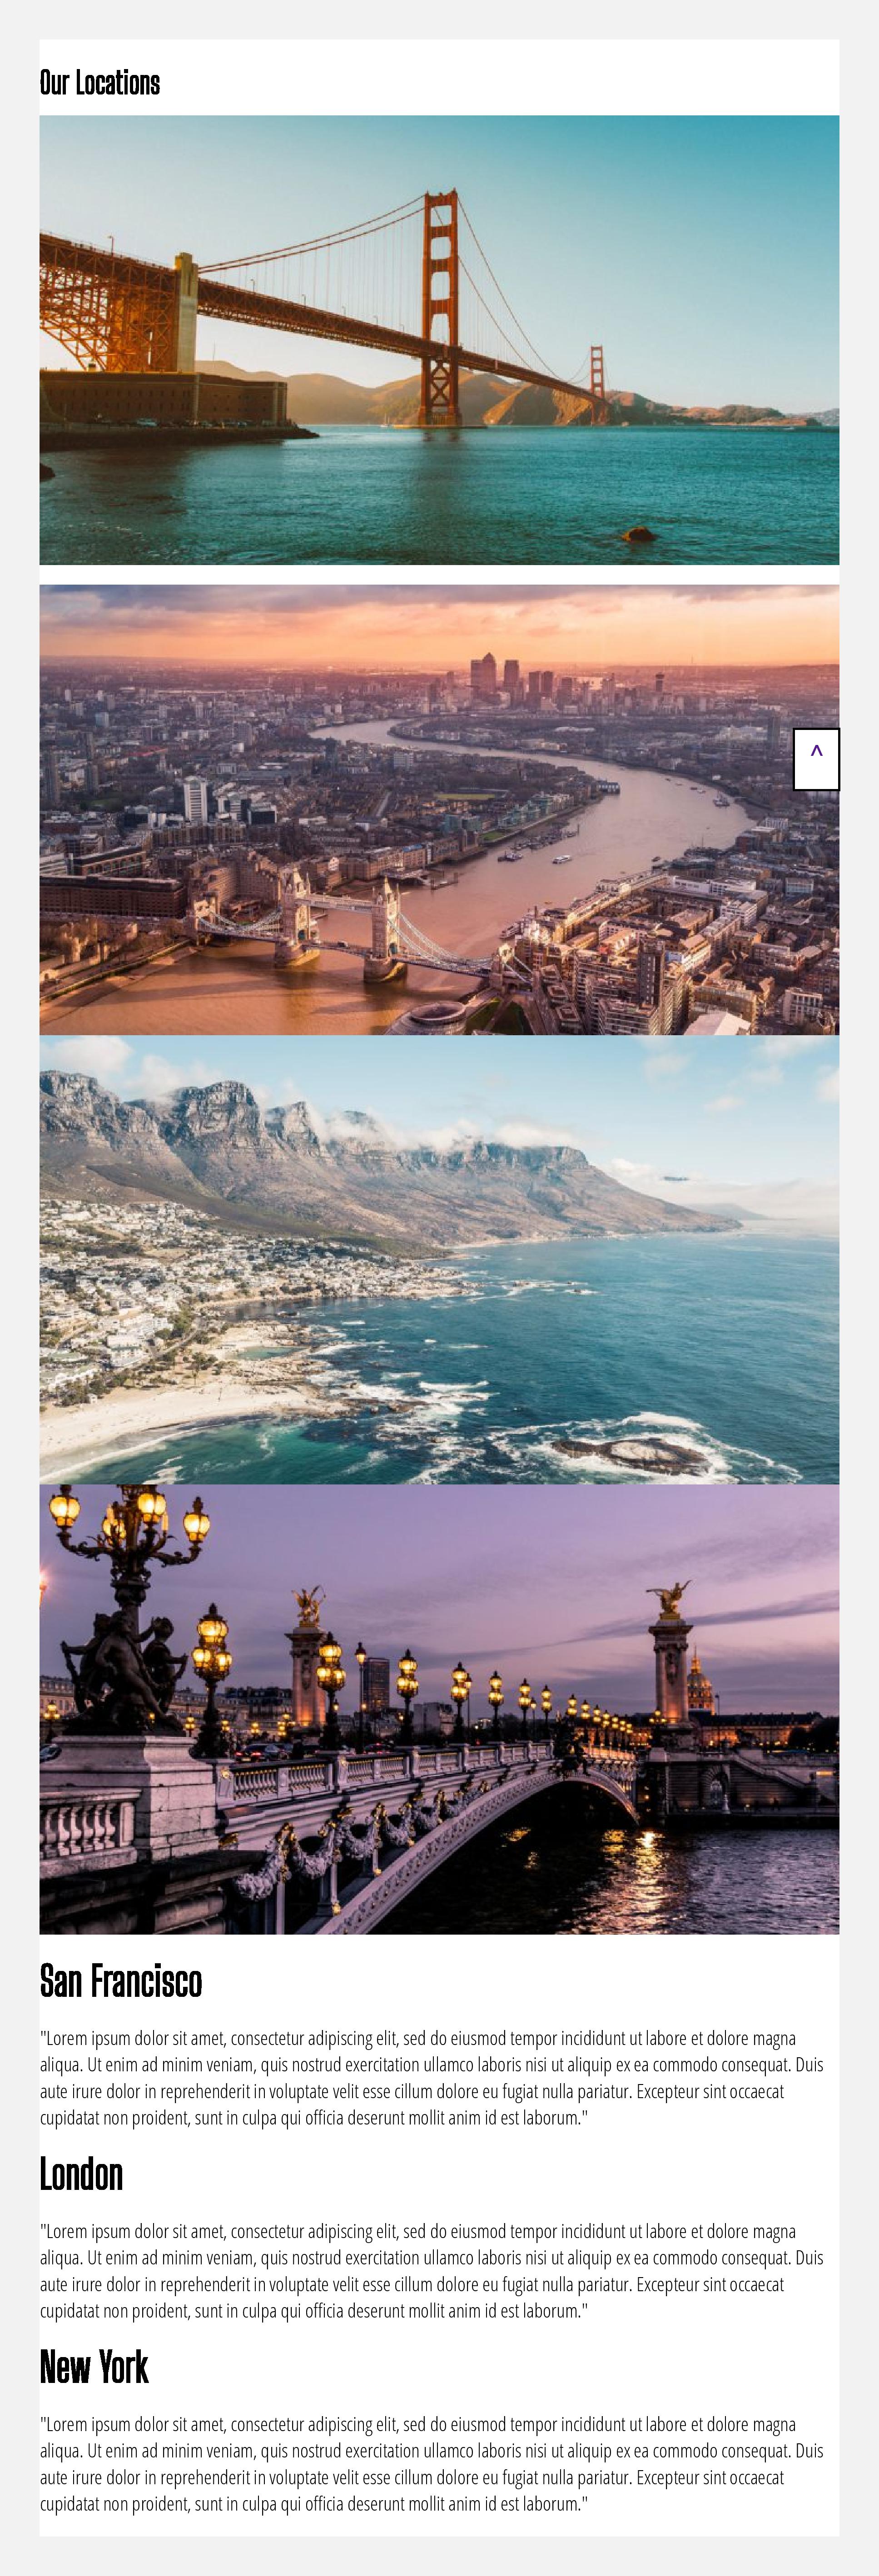 Our Locations
^
San Francisco
"Lorem ipsum dolor sit amet, consectetur adipiscing elit, sed do eiusmod tempor incididunt ut labore et dolore magna
aliqua. Ut enim ad minim veniam, quis nostrud exercitation ullamco laboris nisi ut aliquip ex ea commodo consequat. Duis
aute irure dolor in reprehenderit in voluptate velit esse cillum dolore eu fugiat nulla pariatur. Excepteur sint occaecat
cupidatat non proident, sunt in culpa qui officia deserunt mollit anim id est laborum."
London
"Lorem ipsum dolor sit amet, consectetur adipiscing elit, sed do eiusmod tempor incididunt ut labore et dolore magna
aliqua. Ut enim ad minim veniam, quis nostrud exercitation ullamco laboris nisi ut aliquip ex ea commodo consequat. Duis
aute irure dolor in reprehenderit in voluptate velit esse cillum dolore eu fugiat nulla pariatur. Excepteur sint occaecat
cupidatat non proident, sunt in culpa qui officia deserunt mollit anim id est laborum."
New York
"Lorem ipsum dolor sit amet, consectetur adipiscing elit, sed do eiusmod tempor incididunt ut labore et dolore magna
aliqua. Ut enim ad minim veniam, quis nostrud exercitation ullamco laboris nisi ut aliquip ex ea commodo consequat. Duis
aute irure dolor in reprehenderit in voluptate velit esse cillum dolore eu fugiat nulla pariatur. Excepteur sint occaecat
cupidatat non proident, sunt in culpa qui officia deserunt mollit anim id est laborum."